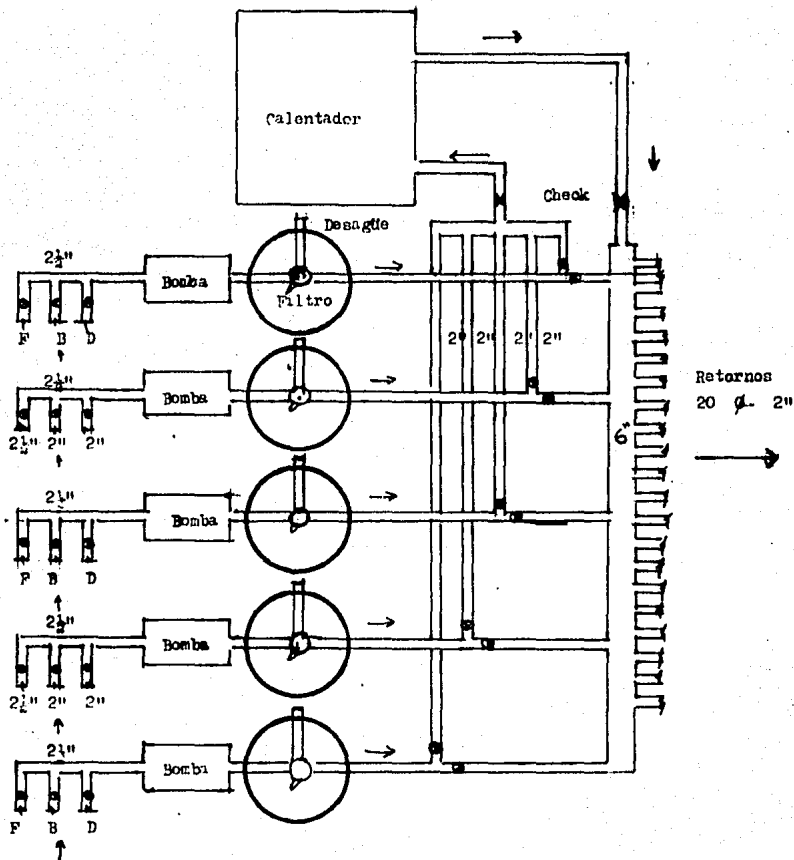 Calentador
Check
Desagüe
2½"
Bomba
Filtro
F B D
2" 2" 2" 2"
2½"
Bomba
2½" 2" 2"
Retornos
20 Ø. 2"
6"
2½"
Bomba
F B D
2½"
Bomba
2½" 2" 2"
2½"
Bomba
F B D